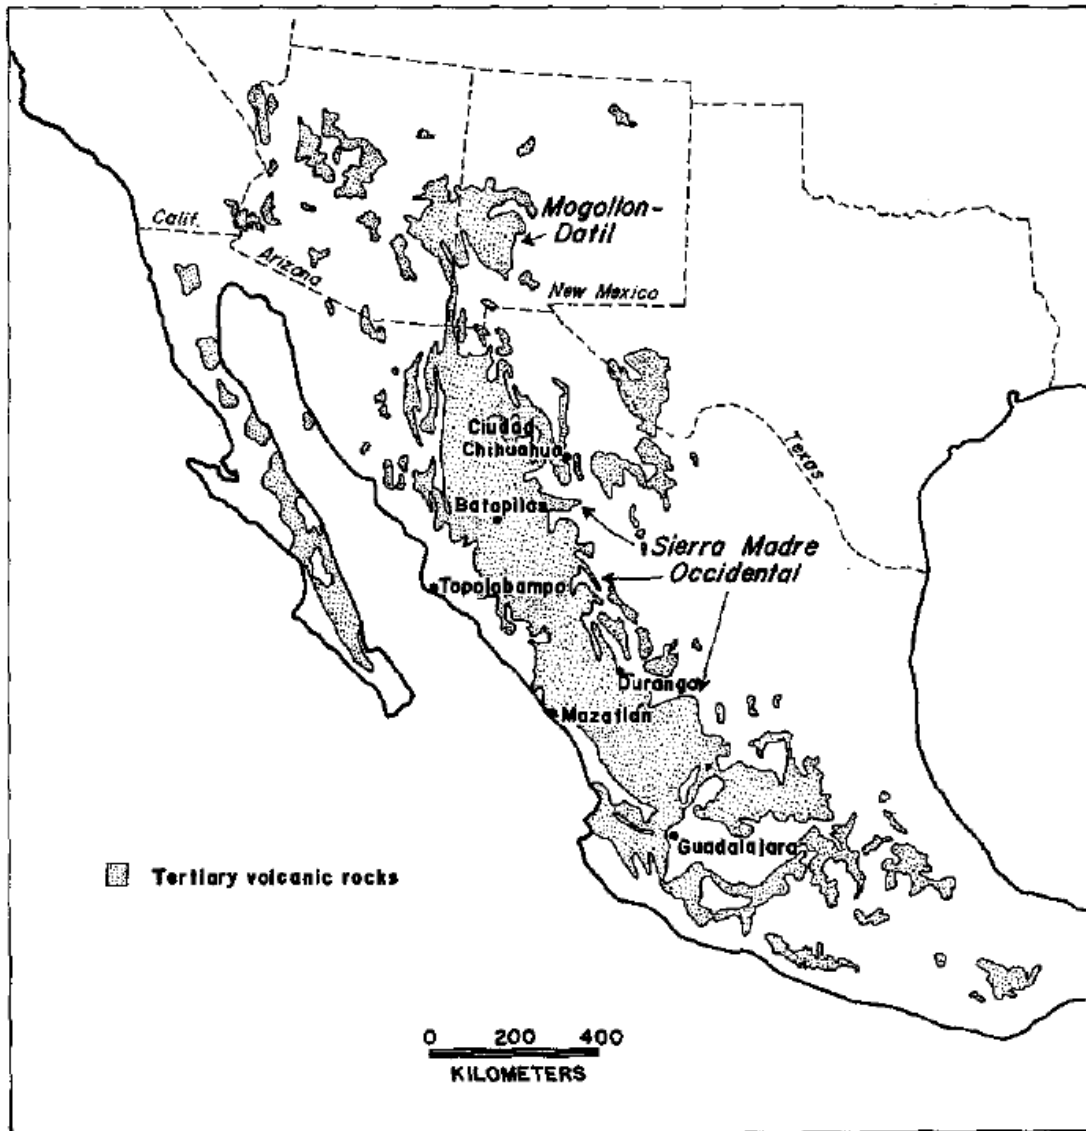 Mogollon-
Datil
Calif.
Arizona
New Mexico
Ciudad
Chihuahua
Texas
Batopilas
Sierra Madre
Occidental
Topolobampo
Durango
Mazatlán
Guadalajara
Tertiary volcanic rocks
0 200 400
KILOMETERS